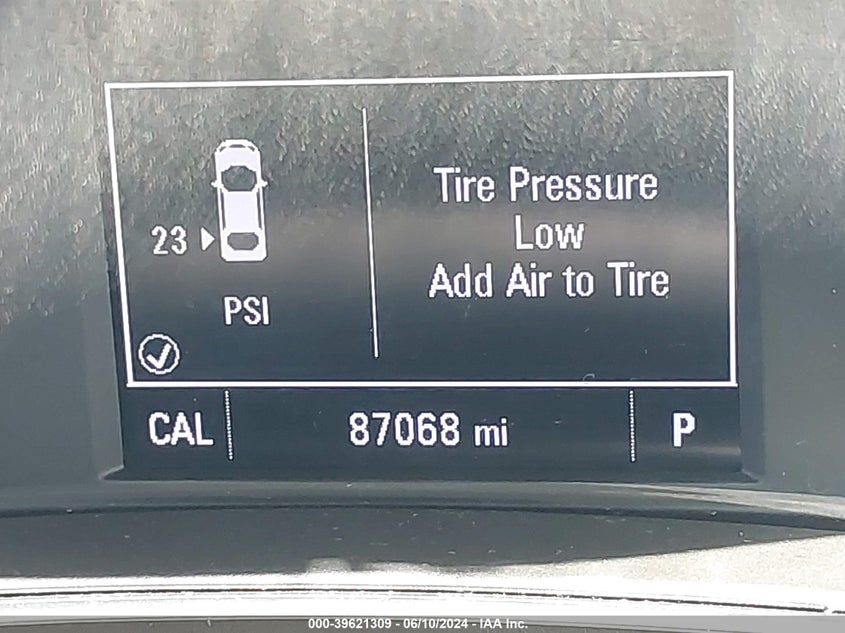 23
PSI
Tire Pressure
Low
Add Air to Tire
CAL 87068 mi P
000-39621309 - 06/10/2024 - IAA Inc.